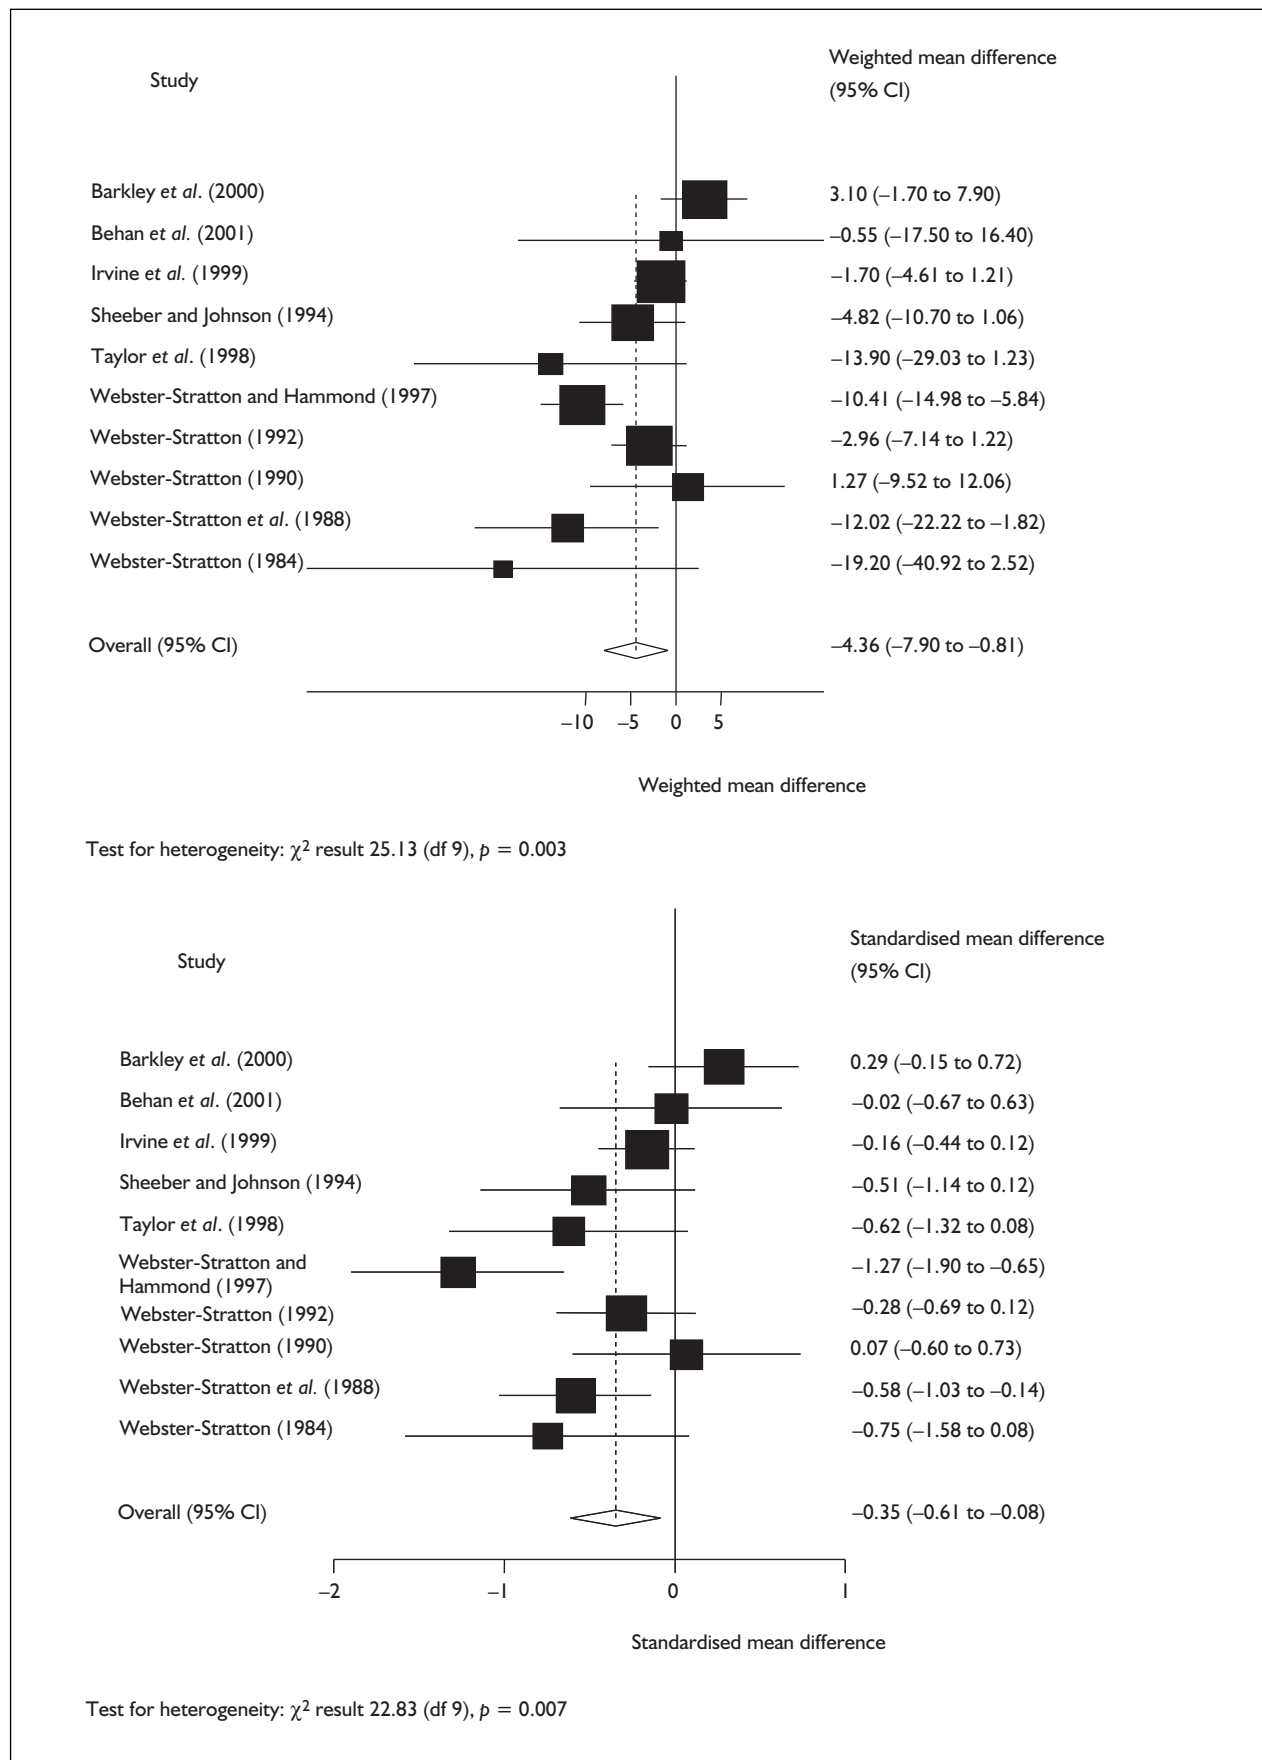 Study
Weighted mean difference
(95% CI)
Barkley et al. (2000) 3.10 (–1.70 to 7.90)
Behan et al. (2001) –0.55 (–17.50 to 16.40)
Irvine et al. (1999) –1.70 (–4.61 to 1.21)
Sheeber and Johnson (1994) –4.82 (–10.70 to 1.06)
Taylor et al. (1998) –13.90 (–29.03 to 1.23)
Webster-Stratton and Hammond (1997) –10.41 (–14.98 to –5.84)
Webster-Stratton (1992) –2.96 (–7.14 to 1.22)
Webster-Stratton (1990) 1.27 (–9.52 to 12.06)
Webster-Stratton et al. (1988) –12.02 (–22.22 to –1.82)
Webster-Stratton (1984) –19.20 (–40.92 to 2.52)
Overall (95% CI) –4.36 (–7.90 to –0.81)
–10 –5 0 5
Weighted mean difference
Test for heterogeneity: χ² result 25.13 (df 9), p = 0.003
Study
Standardised mean difference
(95% CI)
Barkley et al. (2000) 0.29 (–0.15 to 0.72)
Behan et al. (2001) –0.02 (–0.67 to 0.63)
Irvine et al. (1999) –0.16 (–0.44 to 0.12)
Sheeber and Johnson (1994) –0.51 (–1.14 to 0.12)
Taylor et al. (1998) –0.62 (–1.32 to 0.08)
Webster-Stratton and
Hammond (1997) –1.27 (–1.90 to –0.65)
Webster-Stratton (1992) –0.28 (–0.69 to 0.12)
Webster-Stratton (1990) 0.07 (–0.60 to 0.73)
Webster-Stratton et al. (1988) –0.58 (–1.03 to –0.14)
Webster-Stratton (1984) –0.75 (–1.58 to 0.08)
Overall (95% CI) –0.35 (–0.61 to –0.08)
–2 –1 0 1
Standardised mean difference
Test for heterogeneity: χ² result 22.83 (df 9), p = 0.007